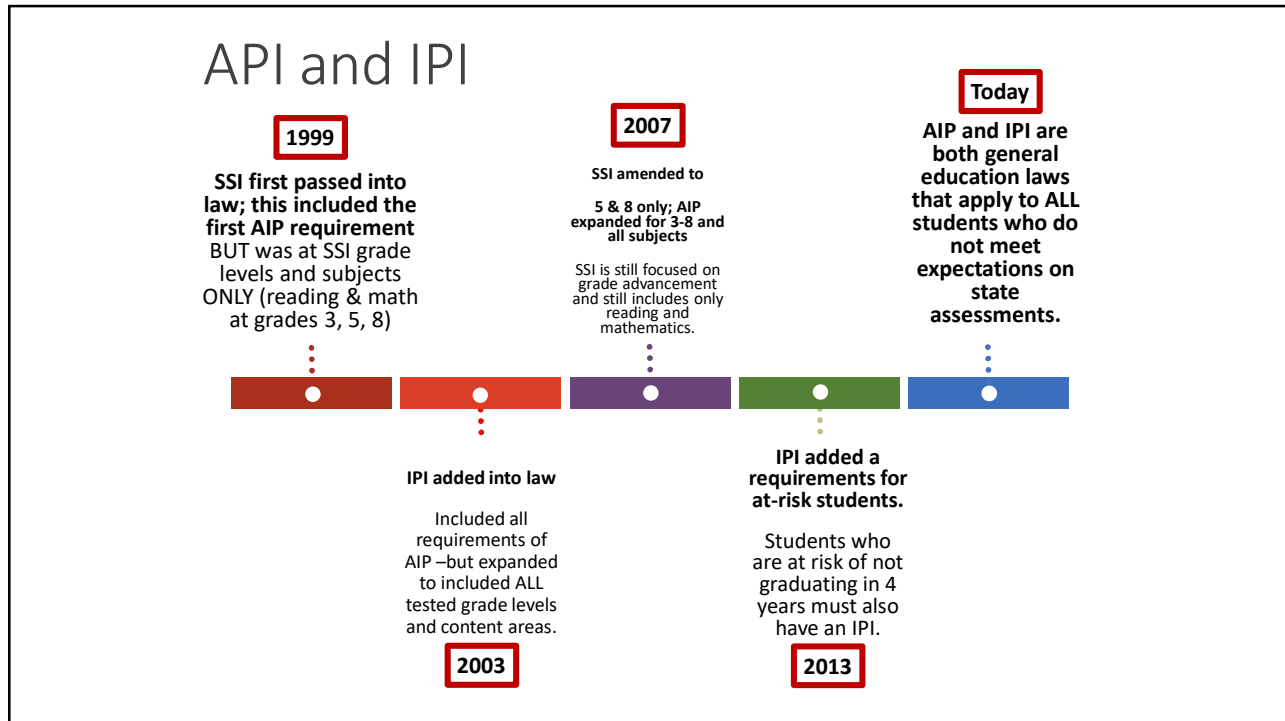 API and IPI
1999
SSI first passed into
law; this included the
first AIP requirement
BUT was at SSI grade
levels and subjects
ONLY (reading & math
at grades 3, 5, 8)
2007
SSI amended to
5 & 8 only; AIP
expanded for 3-8 and
all subjects
SSI is still focused on
grade advancement
and still includes only
reading and
mathematics.
Today
AIP and IPI are
both general
education laws
that apply to ALL
students who do
not meet
expectations on
state
assessments.
IPI added into law
Included all
requirements of
AIP –but expanded
to included ALL
tested grade levels
and content areas.
2003
IPI added a
requirements for
at-risk students.
Students who
are at risk of not
graduating in 4
years must also
have an IPI.
2013